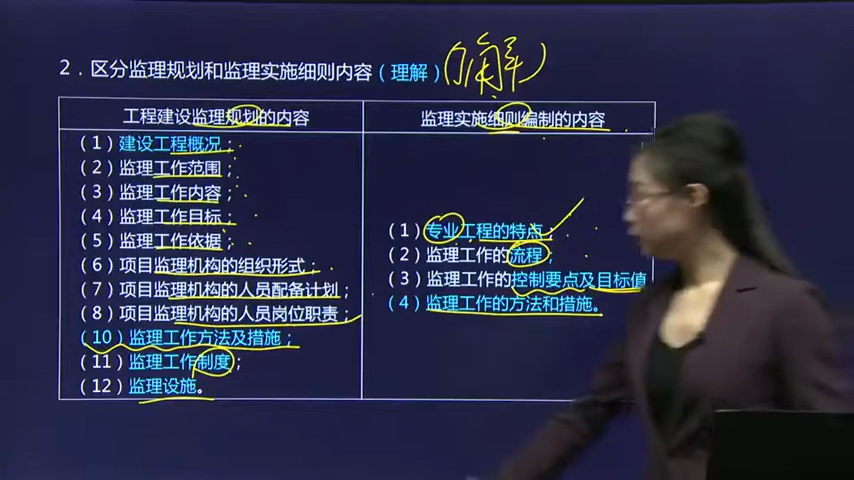 2．区分监理规划和监理实施细则内容（理解）（了解）
工程建设监理规划的内容
（1）建设工程概况；
（2）监理工作范围；
（3）监理工作内容；
（4）监理工作目标；
（5）监理工作依据；
（6）项目监理机构的组织形式；
（7）项目监理机构的人员配备计划；
（8）项目监理机构的人员岗位职责；
（10）监理工作方法及措施；
（11）监理工作制度；
（12）监理设施。
监理实施细则编制的内容
（1）专业工程的特点；
（2）监理工作的流程；
（3）监理工作的控制要点及目标值
（4）监理工作的方法和措施。